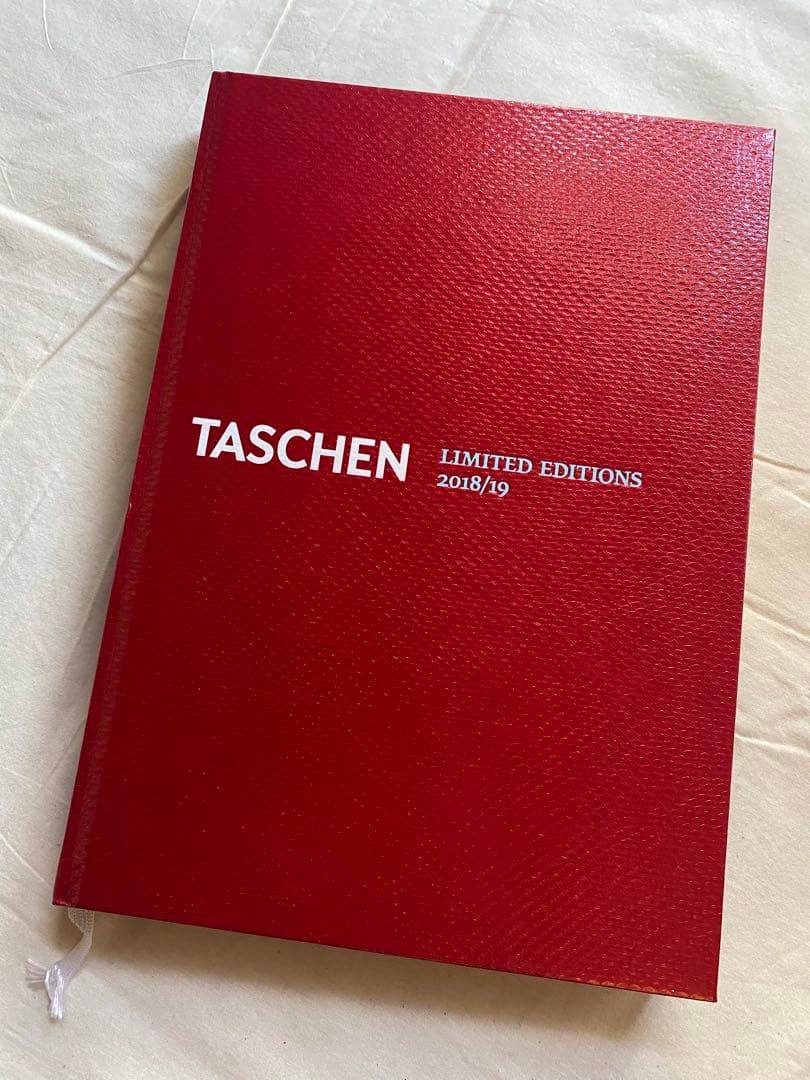 TASCHEN
LIMITED EDITIONS
2018/19